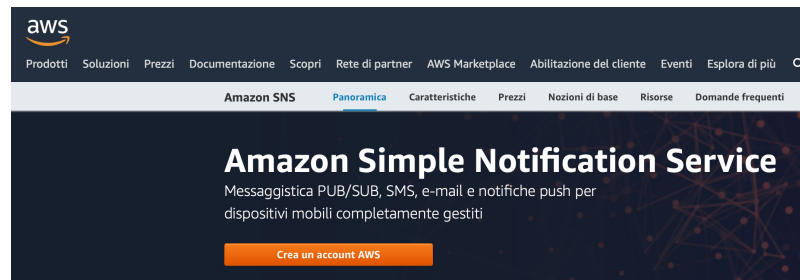 aws
Prodotti Soluzioni Prezzi Documentazione Scopri Rete di partner AWS Marketplace Abilitazione del cliente Eventi Esplora di più
Amazon SNS Panoramica Caratteristiche Prezzi Nozioni di base Risorse Domande frequenti
Amazon Simple Notification Service
Messaggistica PUB/SUB, SMS, e-mail e notifiche push per
dispositivi mobili completamente gestiti
Crea un account AWS